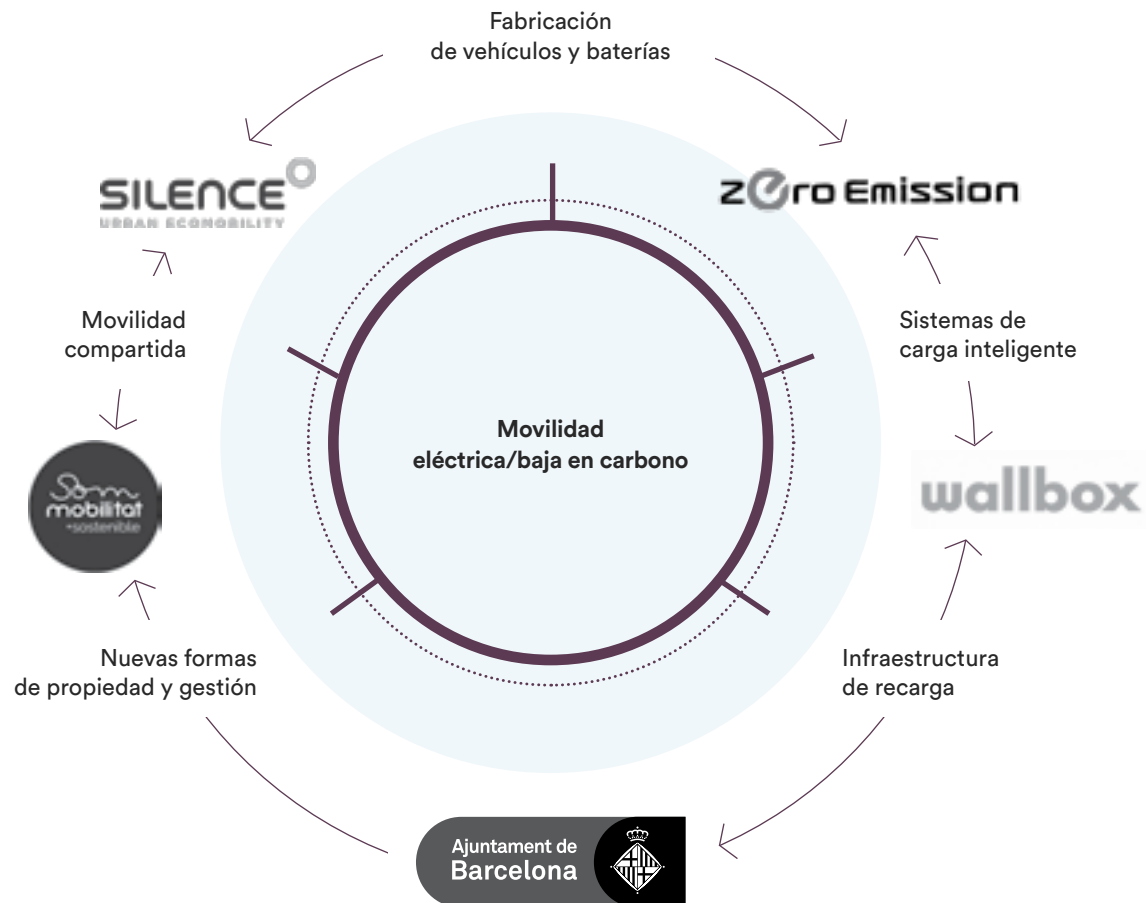 Fabricación
de vehículos y baterías
SILENCE
URBAN ECOMOBILITY
zero Emission
Movilidad
compartida
Sistemas de
carga inteligente
Movilidad
eléctrica/baja en carbono
Som
mobilitat
+sostenible
wallbox
Nuevas formas
de propiedad y gestión
Infraestructura
de recarga
Ajuntament de
Barcelona